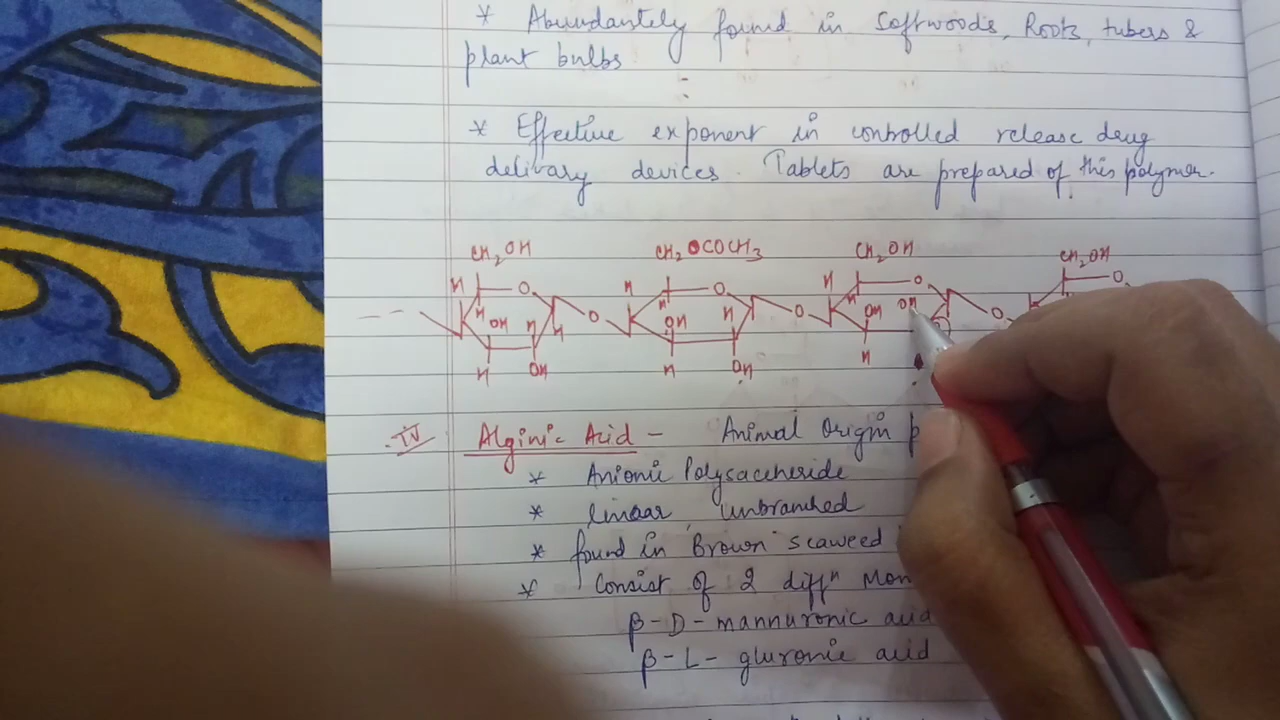 * Abundantely found in Softwoods, Roots, tubers &
plant bulbs
* Effective exponent in controlled release drug
delivary devices. Tablets are prepared of this polymer.
CH2OH CH2OCOCH3 CH2OH CH2OH
H O H O H O O
H OH H H O H OH H O H OH OH O
H OH H OH H
IV Alginic Acid - Animal Origin p
* Anionic Polysaccheride
* linear, unbranched
* found in Brown seaweed
* Consist of 2 diffn Mon
β-D-mannuronic acid
β-L-gluronic acid